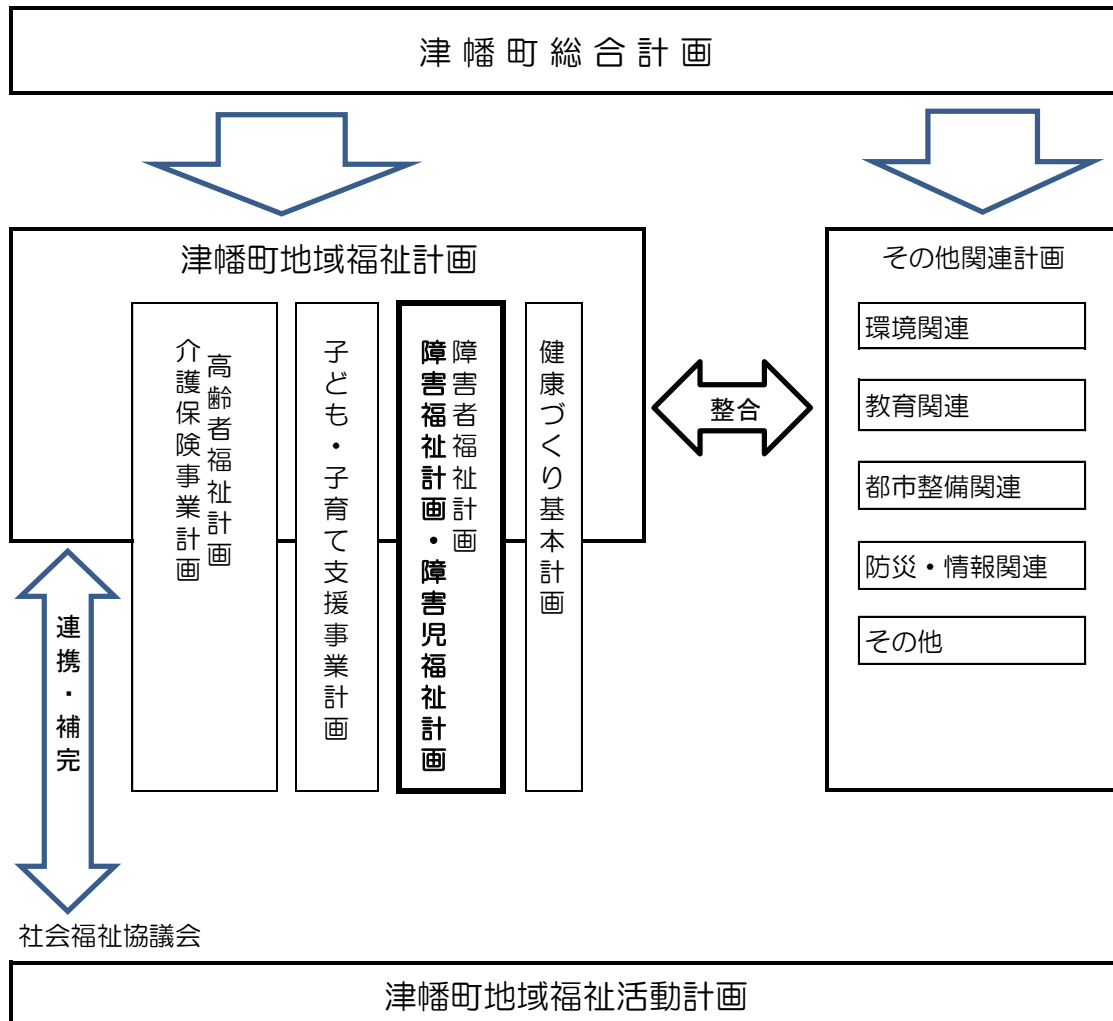 津幡町総合計画
津幡町地域福祉計画
高齢者福祉計画
介護保険事業計画
子ども・子育て支援事業計画
障害者福祉計画
障害福祉計画・障害児福祉計画
健康づくり基本計画
整合
その他関連計画
環境関連
教育関連
都市整備関連
防災・情報関連
その他
連携・補完
社会福祉協議会
津幡町地域福祉活動計画